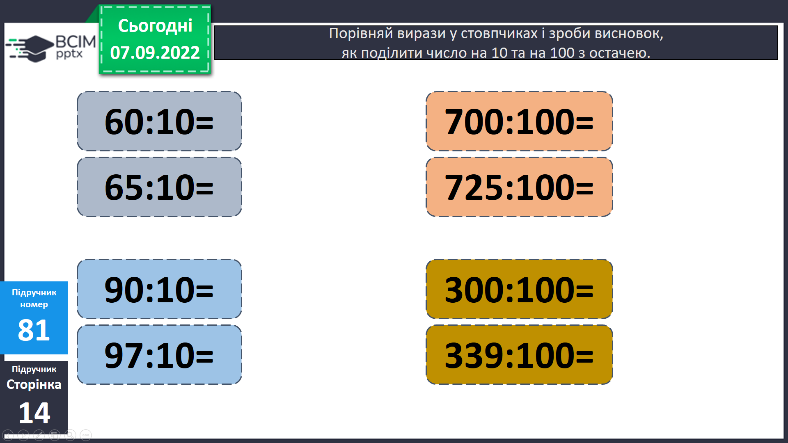 Сьогодні
07.09.2022
BCIM
pptx
Порівняй вирази у стовпчиках і зроби висновок,
як поділити число на 10 та на 100 з остачею.
60:10=
65:10=
700:100=
725:100=
90:10=
97:10=
300:100=
339:100=
Підручник
номер
81
Підручник
Сторінка
14